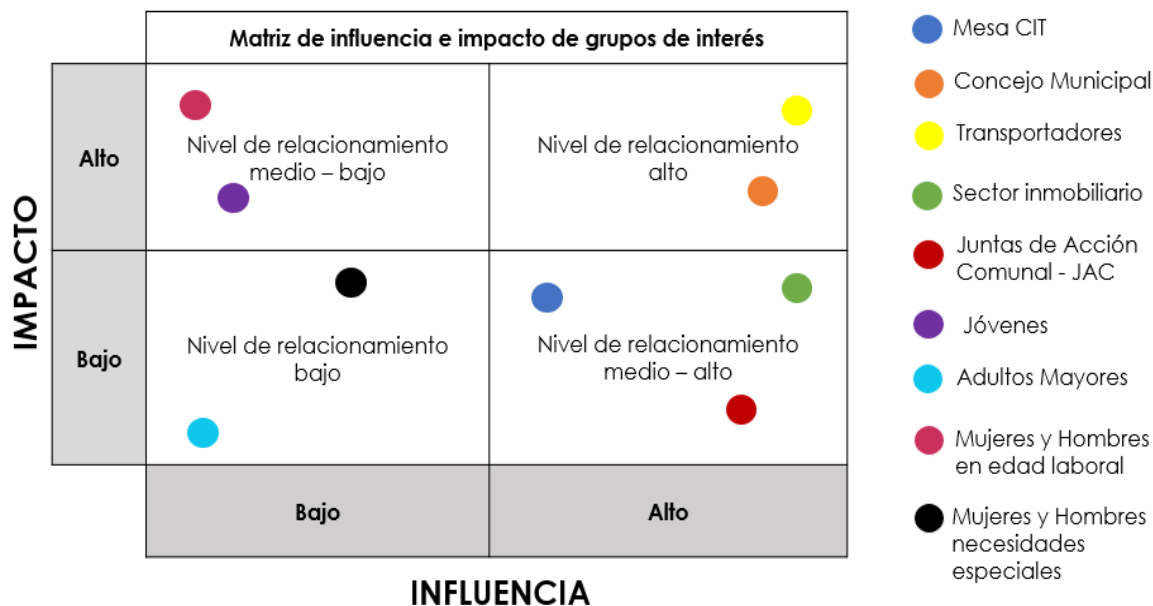 Matriz de influencia e impacto de grupos de interés
IMPACTO
Alto
Nivel de relacionamiento
medio – bajo
Nivel de relacionamiento
alto
Bajo
Nivel de relacionamiento
bajo
Nivel de relacionamiento
medio – alto
Bajo
Alto
INFLUENCIA
Mesa CIT
Concejo Municipal
Transportadores
Sector inmobiliario
Juntas de Acción
Comunal - JAC
Jóvenes
Adultos Mayores
Mujeres y Hombres
en edad laboral
Mujeres y Hombres
necesidades
especiales